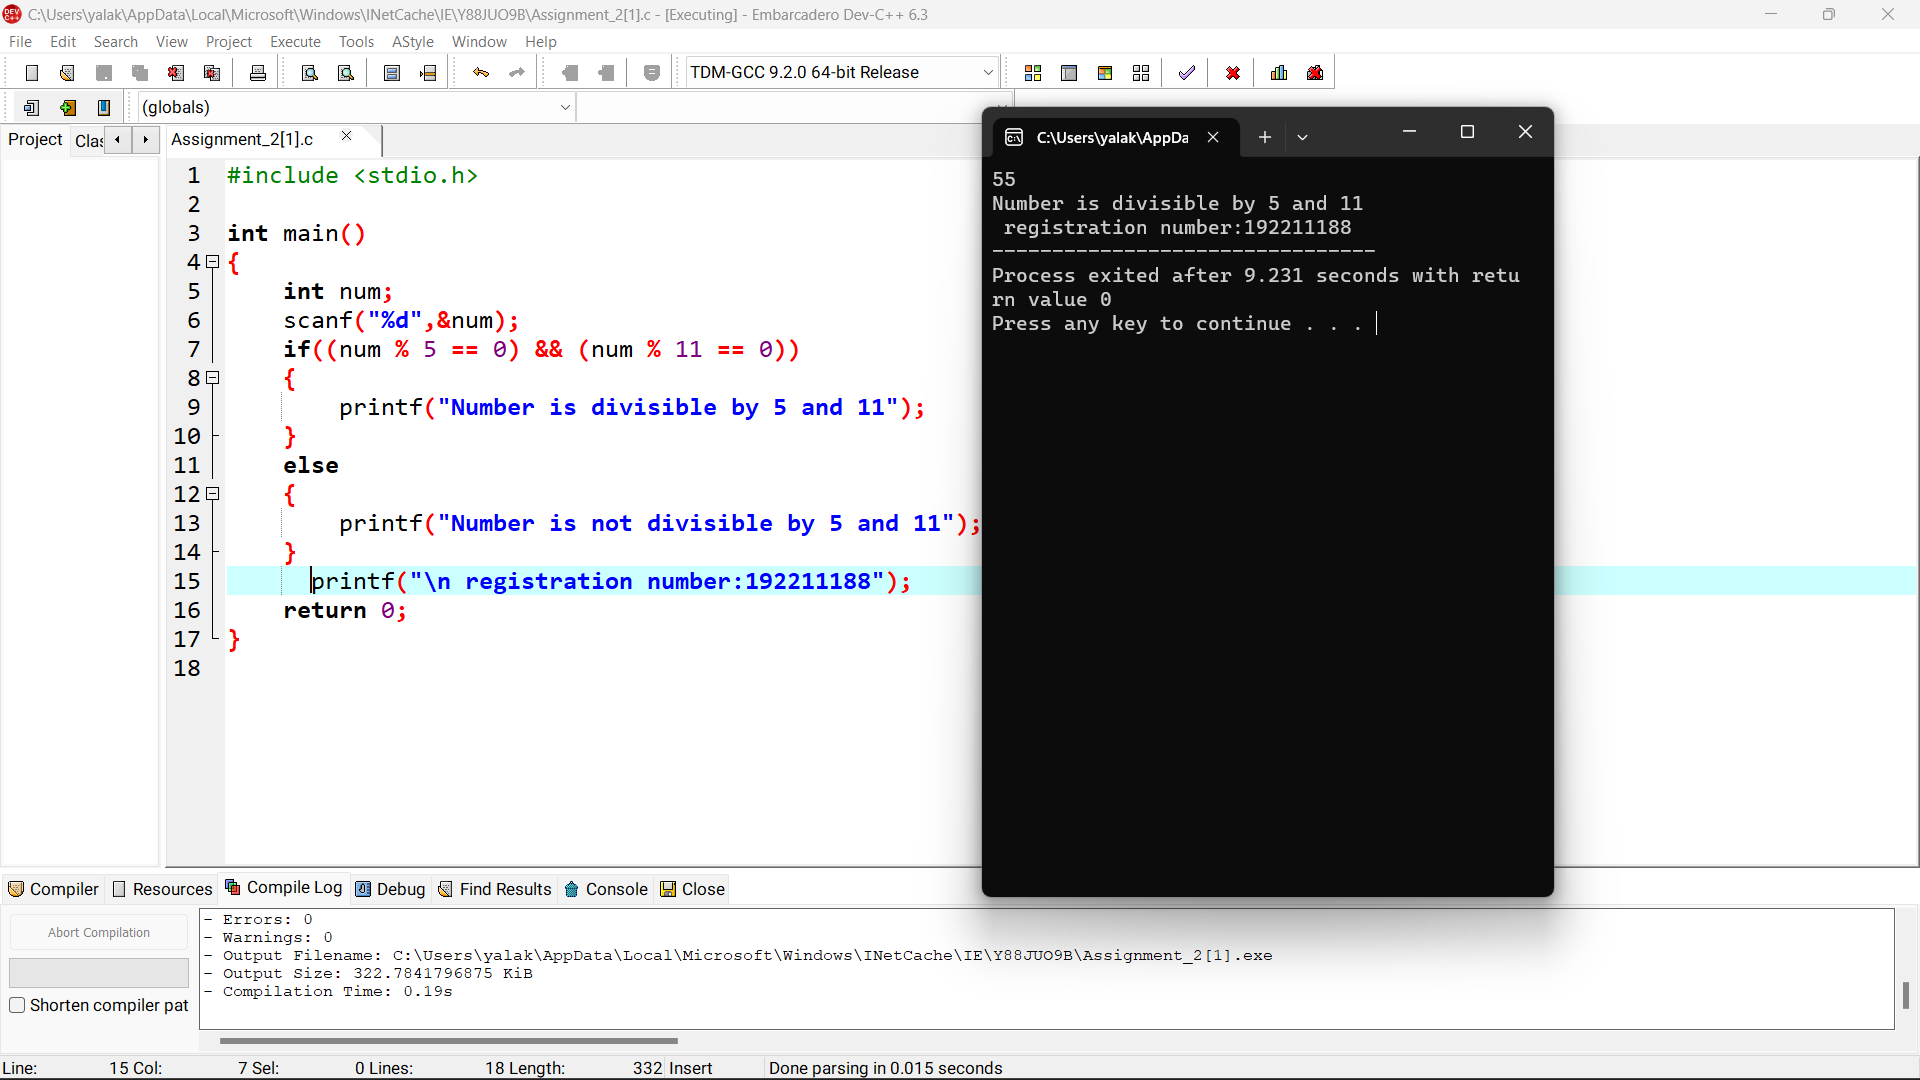 C:\Users\yalak\AppData\Local\Microsoft\Windows\INetCache\IE\Y88JUO9B\Assignment_2[1].c - [Executing] - Embarcadero Dev-C++ 6.3
File Edit Search View Project Execute Tools AStyle Window Help
TDM-GCC 9.2.0 64-bit Release
(globals)
Project Clas Assignment_2[1].c
1 #include <stdio.h>
2
3 int main()
4 {
5 int num;
6 scanf("%d",&num);
7 if((num % 5 == 0) && (num % 11 == 0))
8 {
9 printf("Number is divisible by 5 and 11");
10 }
11 else
12 {
13 printf("Number is not divisible by 5 and 11");
14 }
15 printf("\n registration number:192211188");
16 return 0;
17 }
18
C:\Users\yalak\AppDa
55
Number is divisible by 5 and 11
registration number:192211188
--------------------------------
Process exited after 9.231 seconds with retu
rn value 0
Press any key to continue . . .
Compiler Resources Compile Log Debug Find Results Console Close
Abort Compilation
Shorten compiler pat
- Errors: 0
- Warnings: 0
- Output Filename: C:\Users\yalak\AppData\Local\Microsoft\Windows\INetCache\IE\Y88JUO9B\Assignment_2[1].exe
- Output Size: 322.7841796875 KiB
- Compilation Time: 0.19s
Line: 15 Col: 7 Sel: 0 Lines: 18 Length: 332 Insert Done parsing in 0.015 seconds